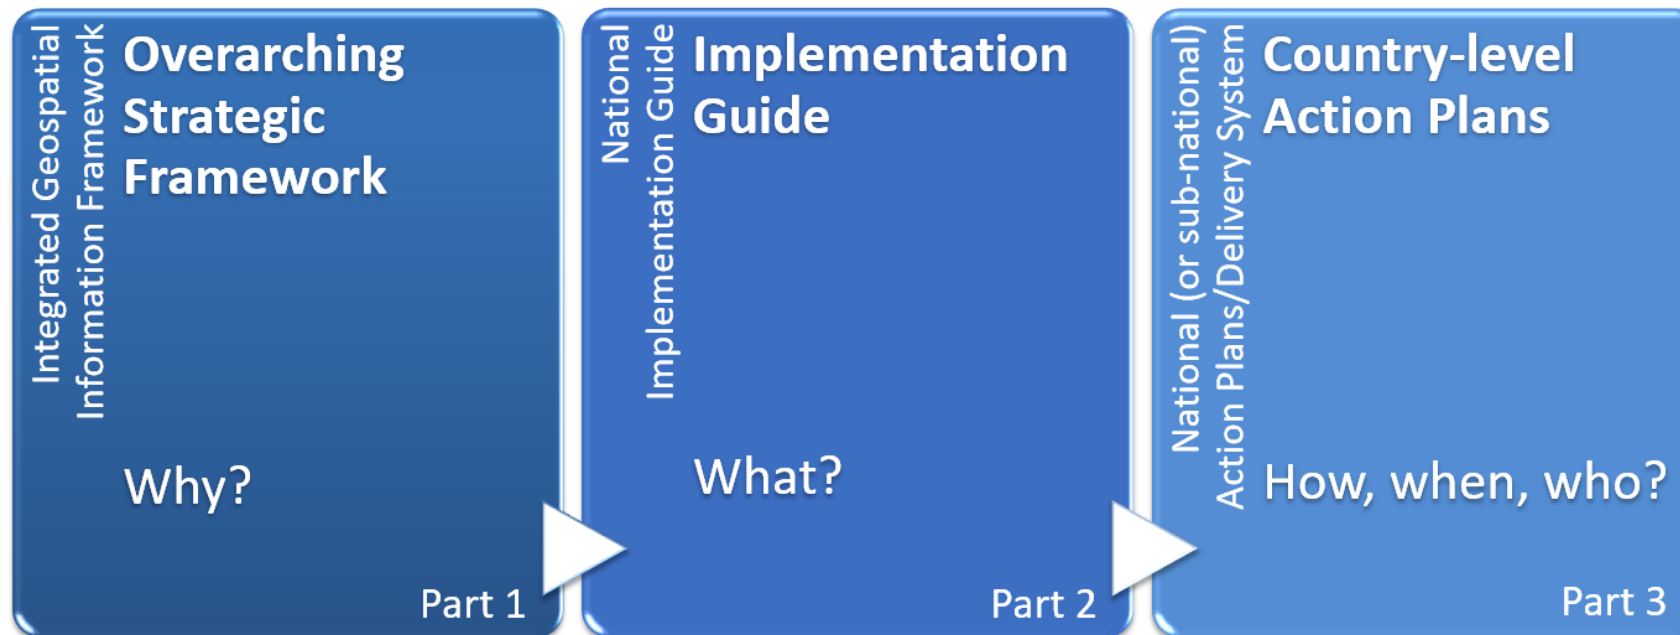 Integrated Geospatial
Information Framework
Overarching
Strategic
Framework
Why?
Part 1
National
Implementation Guide
Implementation
Guide
What?
Part 2
National (or sub-national)
Action Plans/Delivery System
Country-level
Action Plans
How, when, who?
Part 3